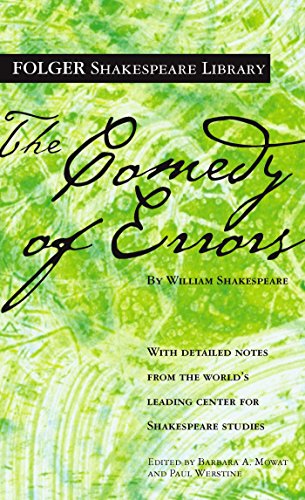 FOLGER Shakespeare Library
The Comedy
of Errors
By William Shakespeare
With detailed notes
from the world's
leading center for
Shakespeare studies
Edited by Barbara A. Mowat
and Paul Werstine